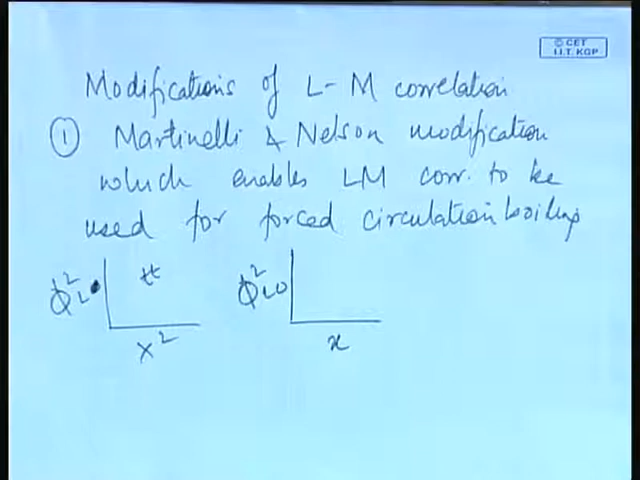 © CET
I.I.T. KGP
Modifications of L-M correlation
① Martinelli & Nelson modification
which enables LM corr. to be
used for forced circulation boiling
ϕ²L tt ϕ²L0
X² x